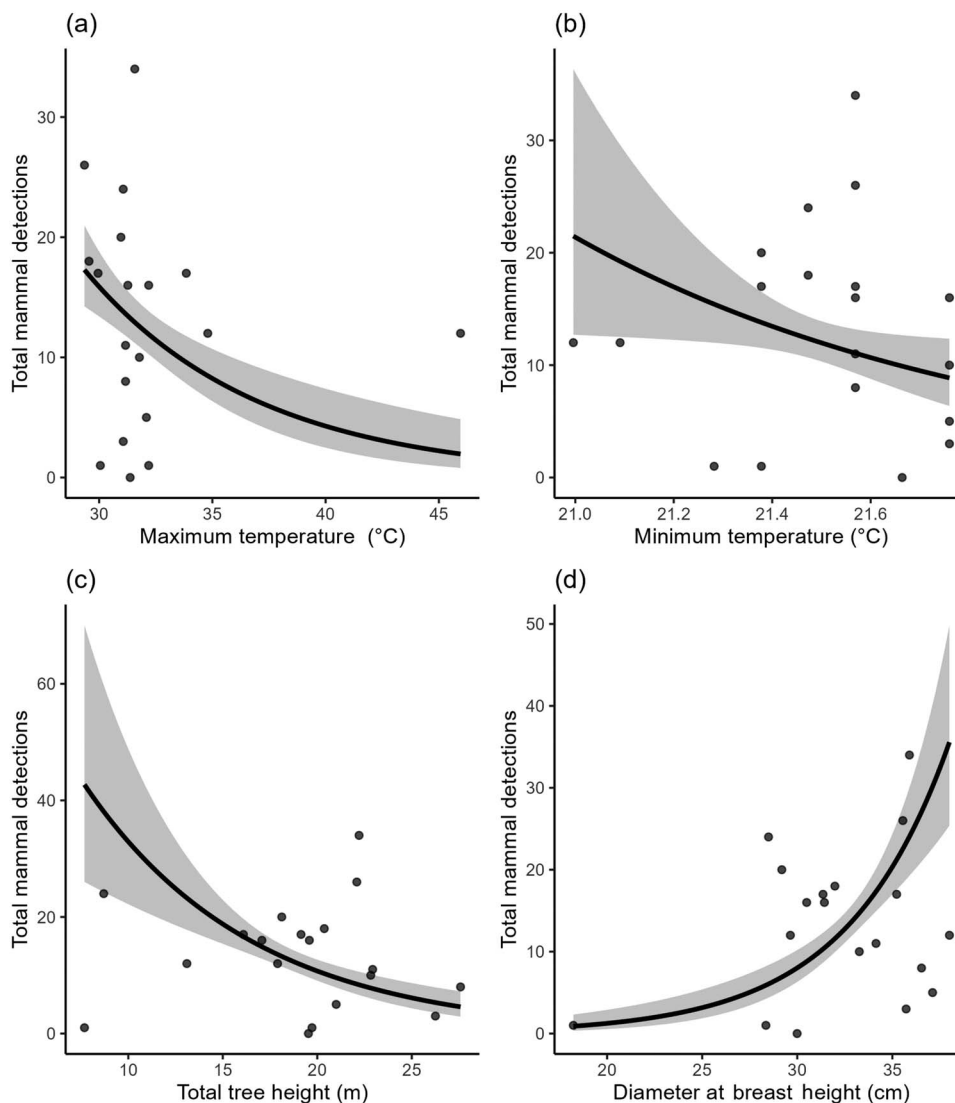 (a)
Total mammal detections
30
20
10
0
30
35
40
45
Maximum temperature (°C)
(b)
Total mammal detections
30
20
10
0
21.0
21.2
21.4
21.6
Minimum temperature (°C)
(c)
Total mammal detections
60
40
20
0
10
15
20
25
Total tree height (m)
(d)
Total mammal detections
50
40
30
20
10
0
20
25
30
35
Diameter at breast height (cm)